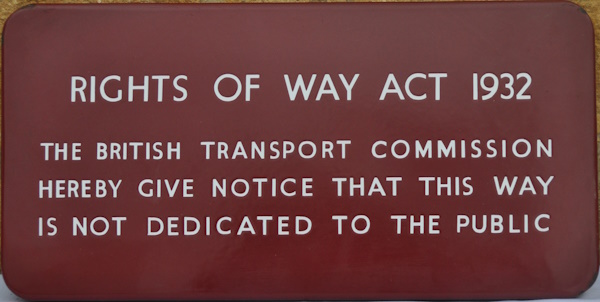 RIGHTS OF WAY ACT 1932
THE BRITISH TRANSPORT COMMISSION
HEREBY GIVE NOTICE THAT THIS WAY
IS NOT DEDICATED TO THE PUBLIC